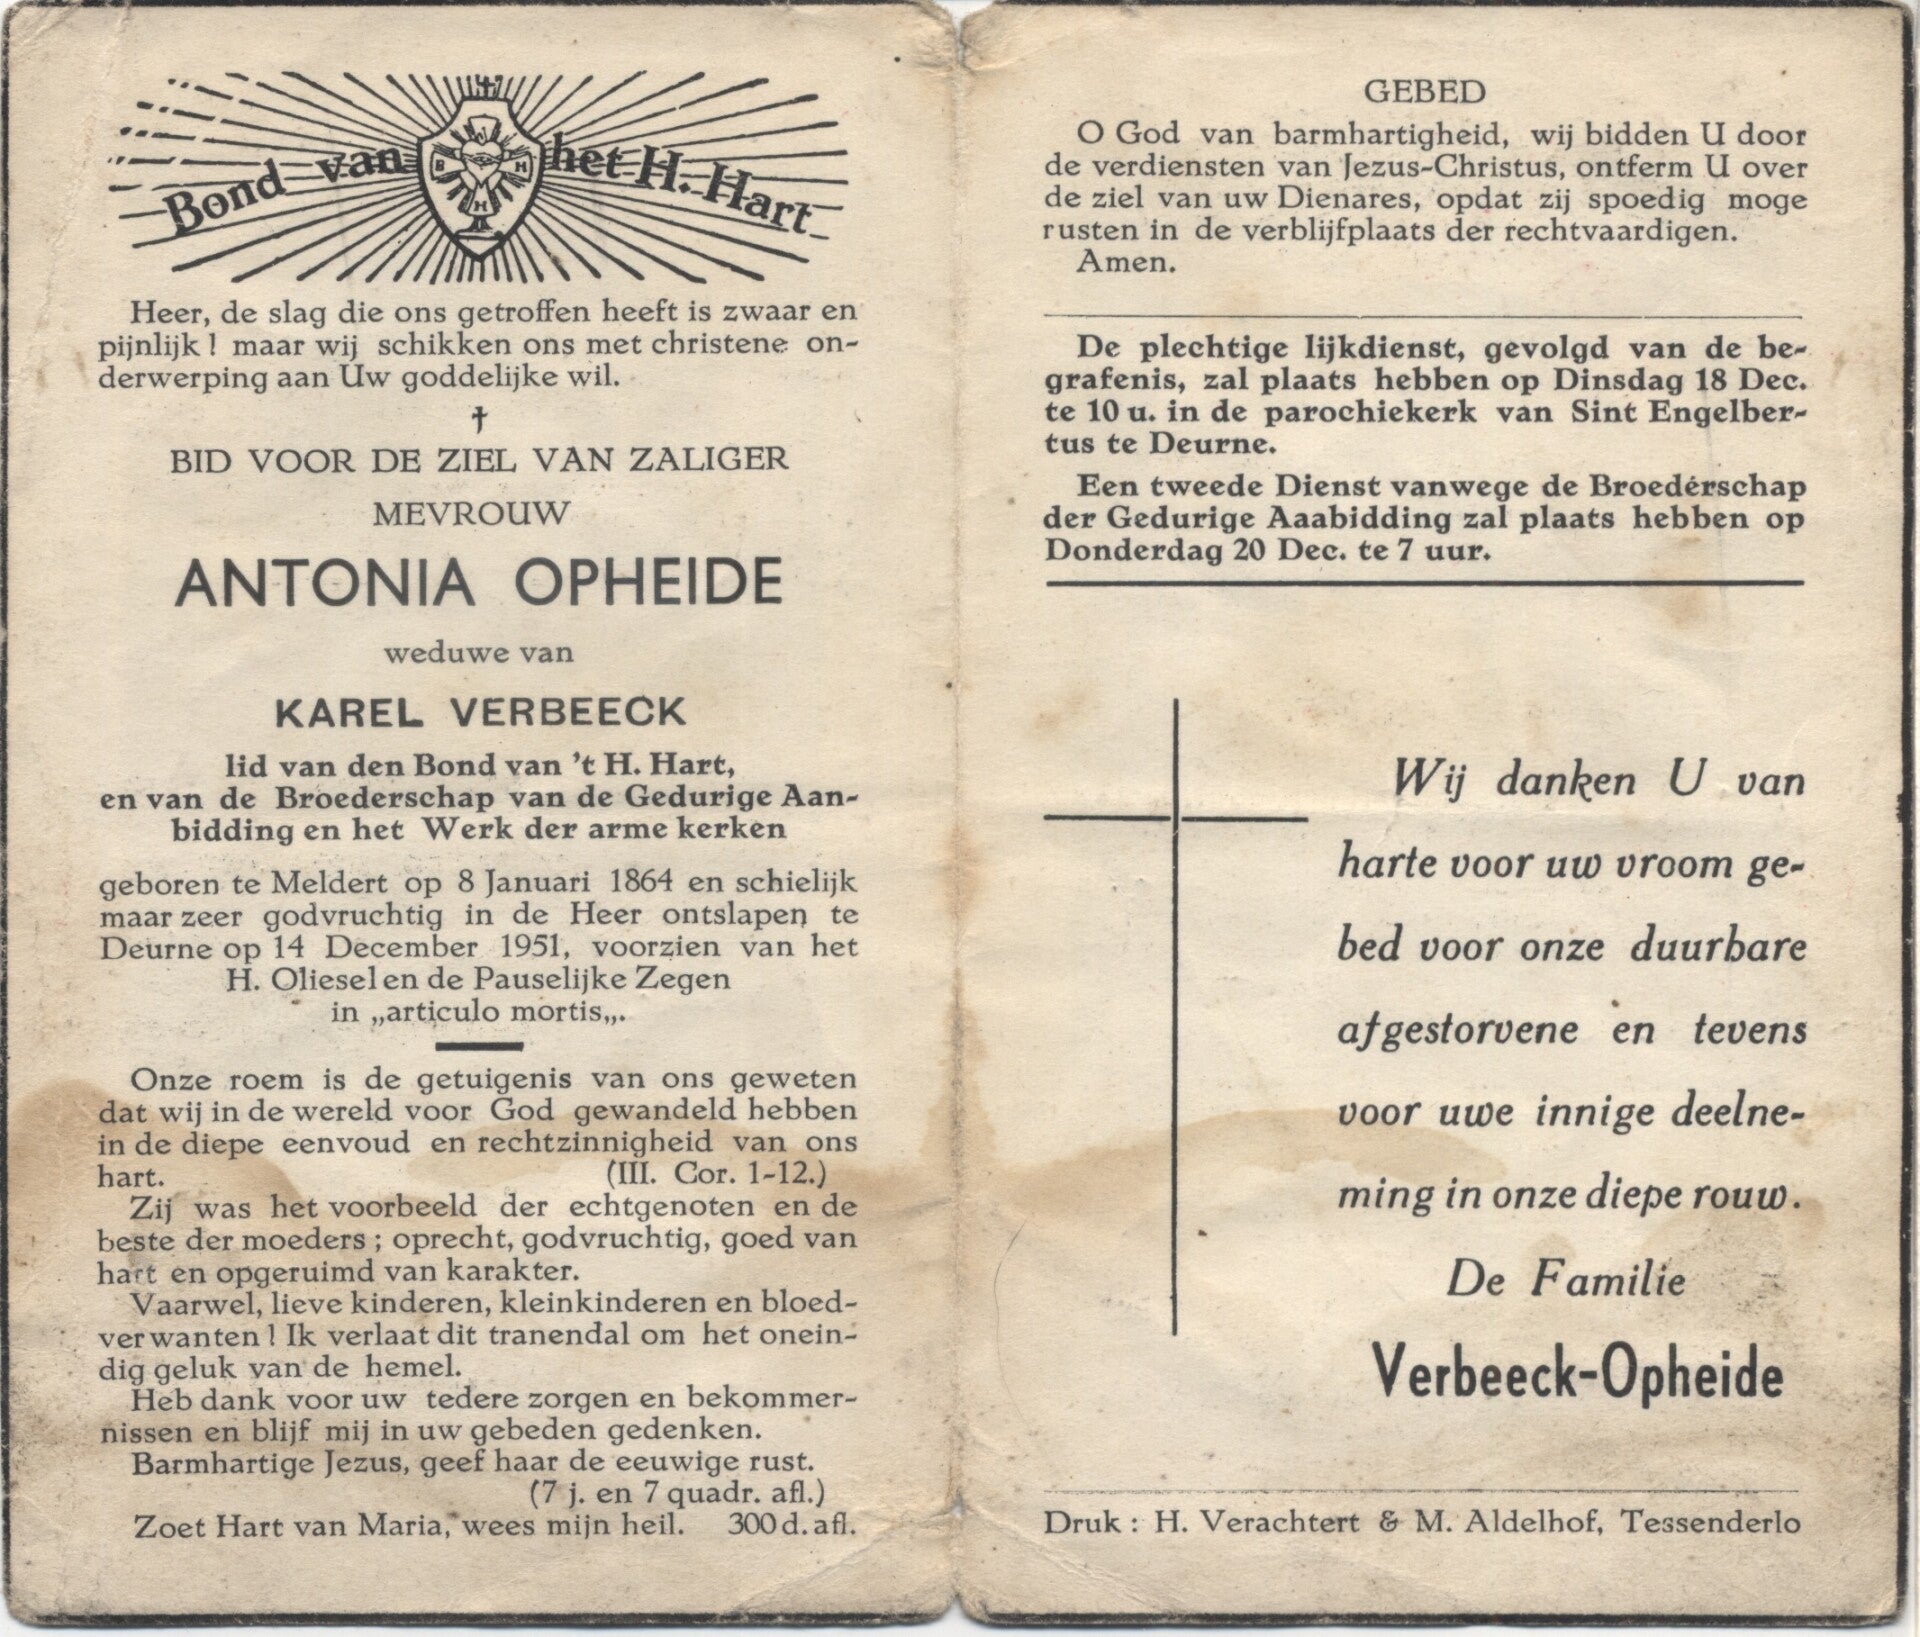 Bond van het H. Hart
B H
H
Heer, de slag die ons getroffen heeft is zwaar en
pijnlijk! maar wij schikken ons met christene on-
derwerping aan Uw goddelijke wil.
†
BID VOOR DE ZIEL VAN ZALIGER
MEVROUW
ANTONIA OPHEIDE
weduwe van
KAREL VERBEECK
lid van den Bond van 't H. Hart,
en van de Broederschap van de Gedurige Aan-
bidding en het Werk der arme kerken
geboren te Meldert op 8 Januari 1864 en schielijk
maar zeer godvruchtig in de Heer ontslapen te
Deurne op 14 December 1951, voorzien van het
H. Oliesel en de Pauselijke Zegen
in „articulo mortis„.
Onze roem is de getuigenis van ons geweten
dat wij in de wereld voor God gewandeld hebben
in de diepe eenvoud en rechtzinnigheid van ons
hart. (III. Cor. 1-12.)
Zij was het voorbeeld der echtgenoten en de
beste der moeders; oprecht, godvruchtig, goed van
hart en opgeruimd van karakter.
Vaarwel, lieve kinderen, kleinkinderen en bloed-
verwanten! Ik verlaat dit tranendal om het onein-
dig geluk van de hemel.
Heb dank voor uw tedere zorgen en bekommer-
nissen en blijf mij in uw gebeden gedenken.
Barmhartige Jezus, geef haar de eeuwige rust.
(7 j. en 7 quadr. afl.)
Zoet Hart van Maria, wees mijn heil. 300 d. afl.
GEBED
O God van barmhartigheid, wij bidden U door
de verdiensten van Jezus-Christus, ontferm U over
de ziel van uw Dienares, opdat zij spoedig moge
rusten in de verblijfplaats der rechtvaardigen.
Amen.
De plechtige lijkdienst, gevolgd van de be-
grafenis, zal plaats hebben op Dinsdag 18 Dec.
te 10 u. in de parochiekerk van Sint Engelber-
tus te Deurne.
Een tweede Dienst vanwege de Broederschap
der Gedurige Aaabidding zal plaats hebben op
Donderdag 20 Dec. te 7 uur.
Wij danken U van
harte voor uw vroom ge-
bed voor onze duurbare
afgestorvene en tevens
voor uwe innige deelne-
ming in onze diepe rouw.
De Familie
Verbeeck-Opheide
Druk: H. Verachtert & M. Aldelhof, Tessenderlo